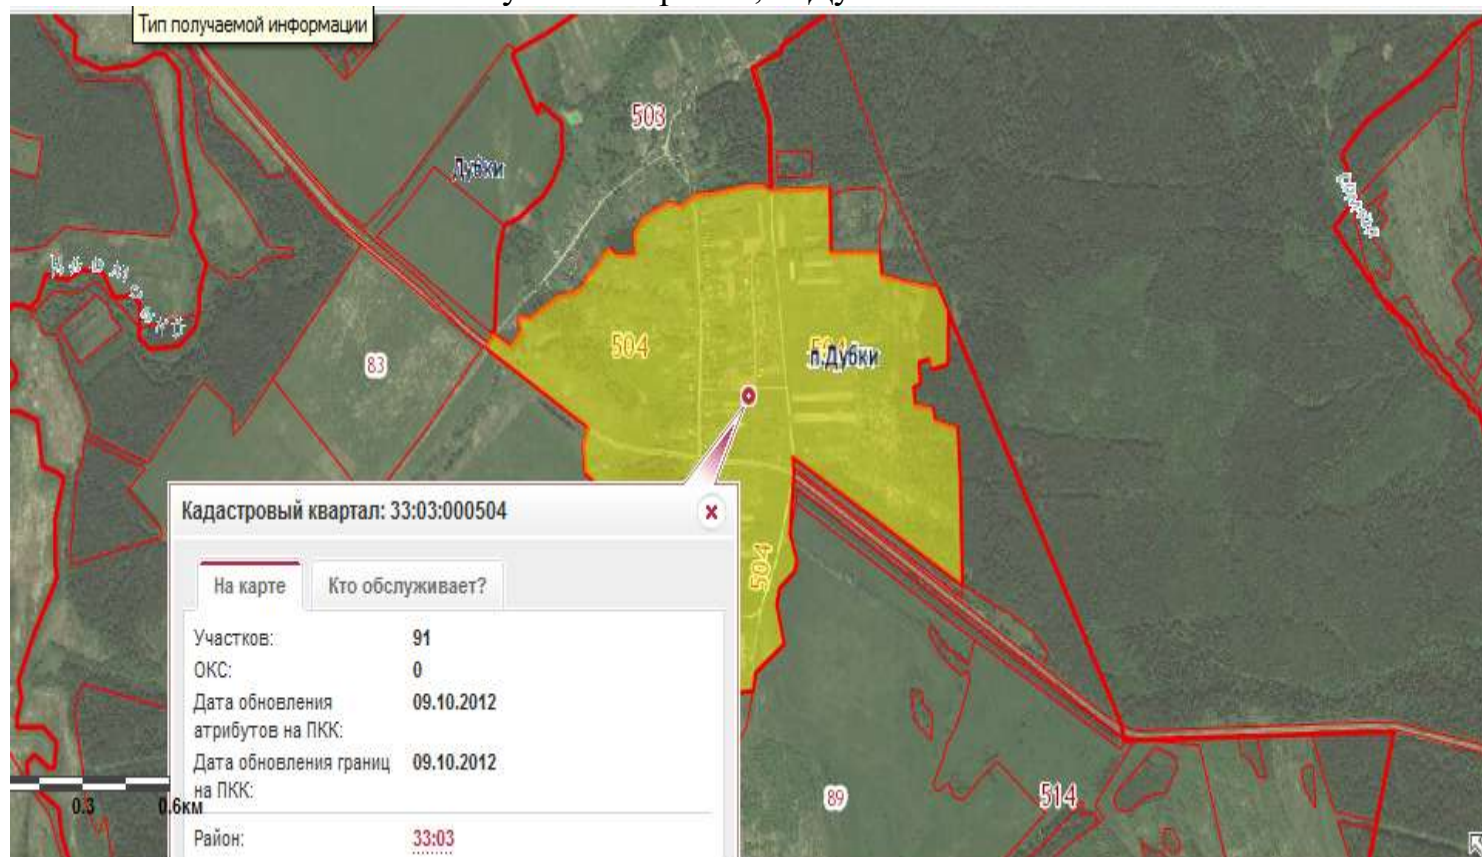 Тип получаемой информации
503
Дубки
504
п.Дубки
83
Кадастровый квартал: 33:03:000504
На карте Кто обслуживает?
504
Участков: 91
ОКС: 0
Дата обновления 09.10.2012
атрибутов на ПКК:
Дата обновления границ 09.10.2012
на ПКК:
0.3 0.6км
89
514
Район: 33:03